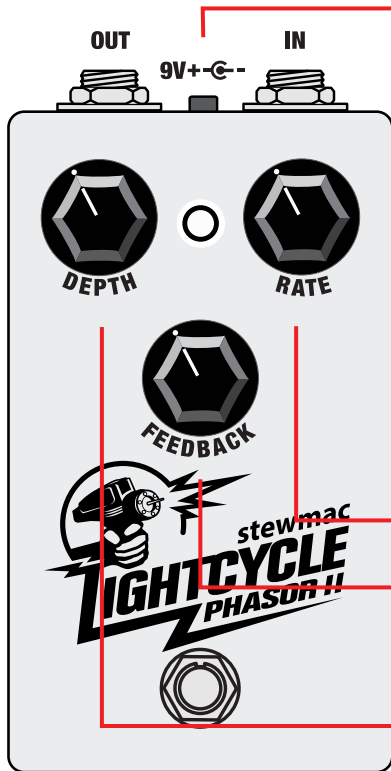 OUT IN
9V+ -
DEPTH RATE
FEEDBACK
stewmac
LIGHTCYCLE
PHASOR II